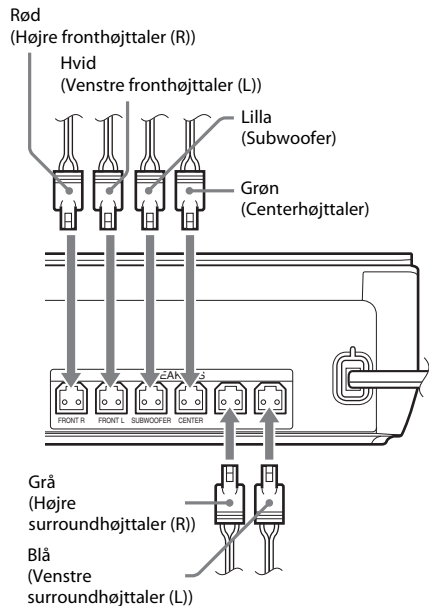 Rød
(Højre fronthøjttaler (R))
Hvid
(Venstre fronthøjttaler (L))
Lilla
(Subwoofer)
Grøn
(Centerhøjttaler)
FRONT R
FRONT L
SUBWOOFER
CENTER
Grå
(Højre
surroundhøjttaler (R))
Blå
(Venstre
surroundhøjttaler (L))